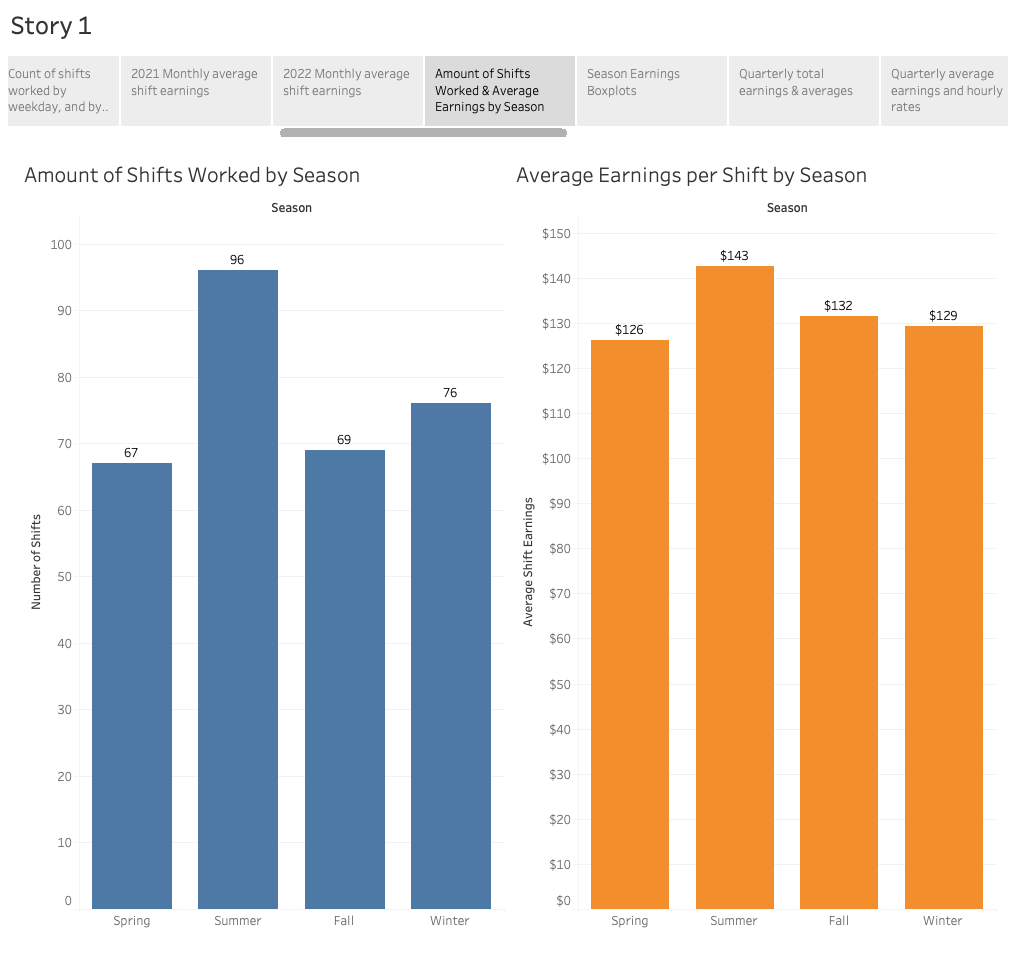 Story 1
Count of shifts
worked by
weekday, and by..
2021 Monthly average
shift earnings
2022 Monthly average
shift earnings
Amount of Shifts
Worked & Average
Earnings by Season
Season Earnings
Boxplots
Quarterly total
earnings & averages
Quarterly average
earnings and hourly
rates
Amount of Shifts Worked by Season
Season
Number of Shifts
100
90
80
70
60
50
40
30
20
10
0
67
96
69
76
Spring
Summer
Fall
Winter
Average Earnings per Shift by Season
Season
Average Shift Earnings
$150
$140
$130
$120
$110
$100
$90
$80
$70
$60
$50
$40
$30
$20
$10
$0
$126
$143
$132
$129
Spring
Summer
Fall
Winter